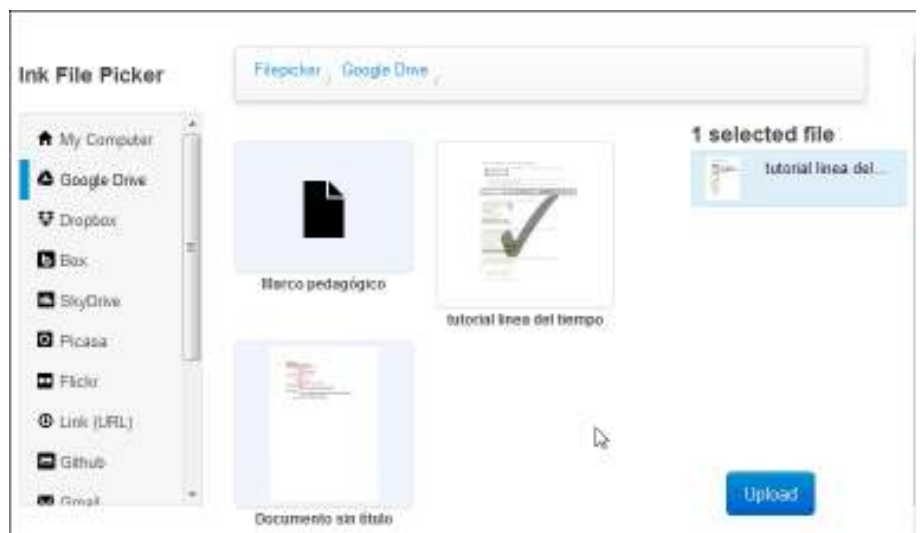 Ink File Picker
Filepicker / Google Drive /
My Computer
Google Drive
Dropbox
Box
SkyDrive
Picasa
Flickr
Link (URL)
Github
Gmail
Marco pedagógico
tutorial linea del tiempo
Documento sin título
1 selected file
tutorial linea del...
Upload